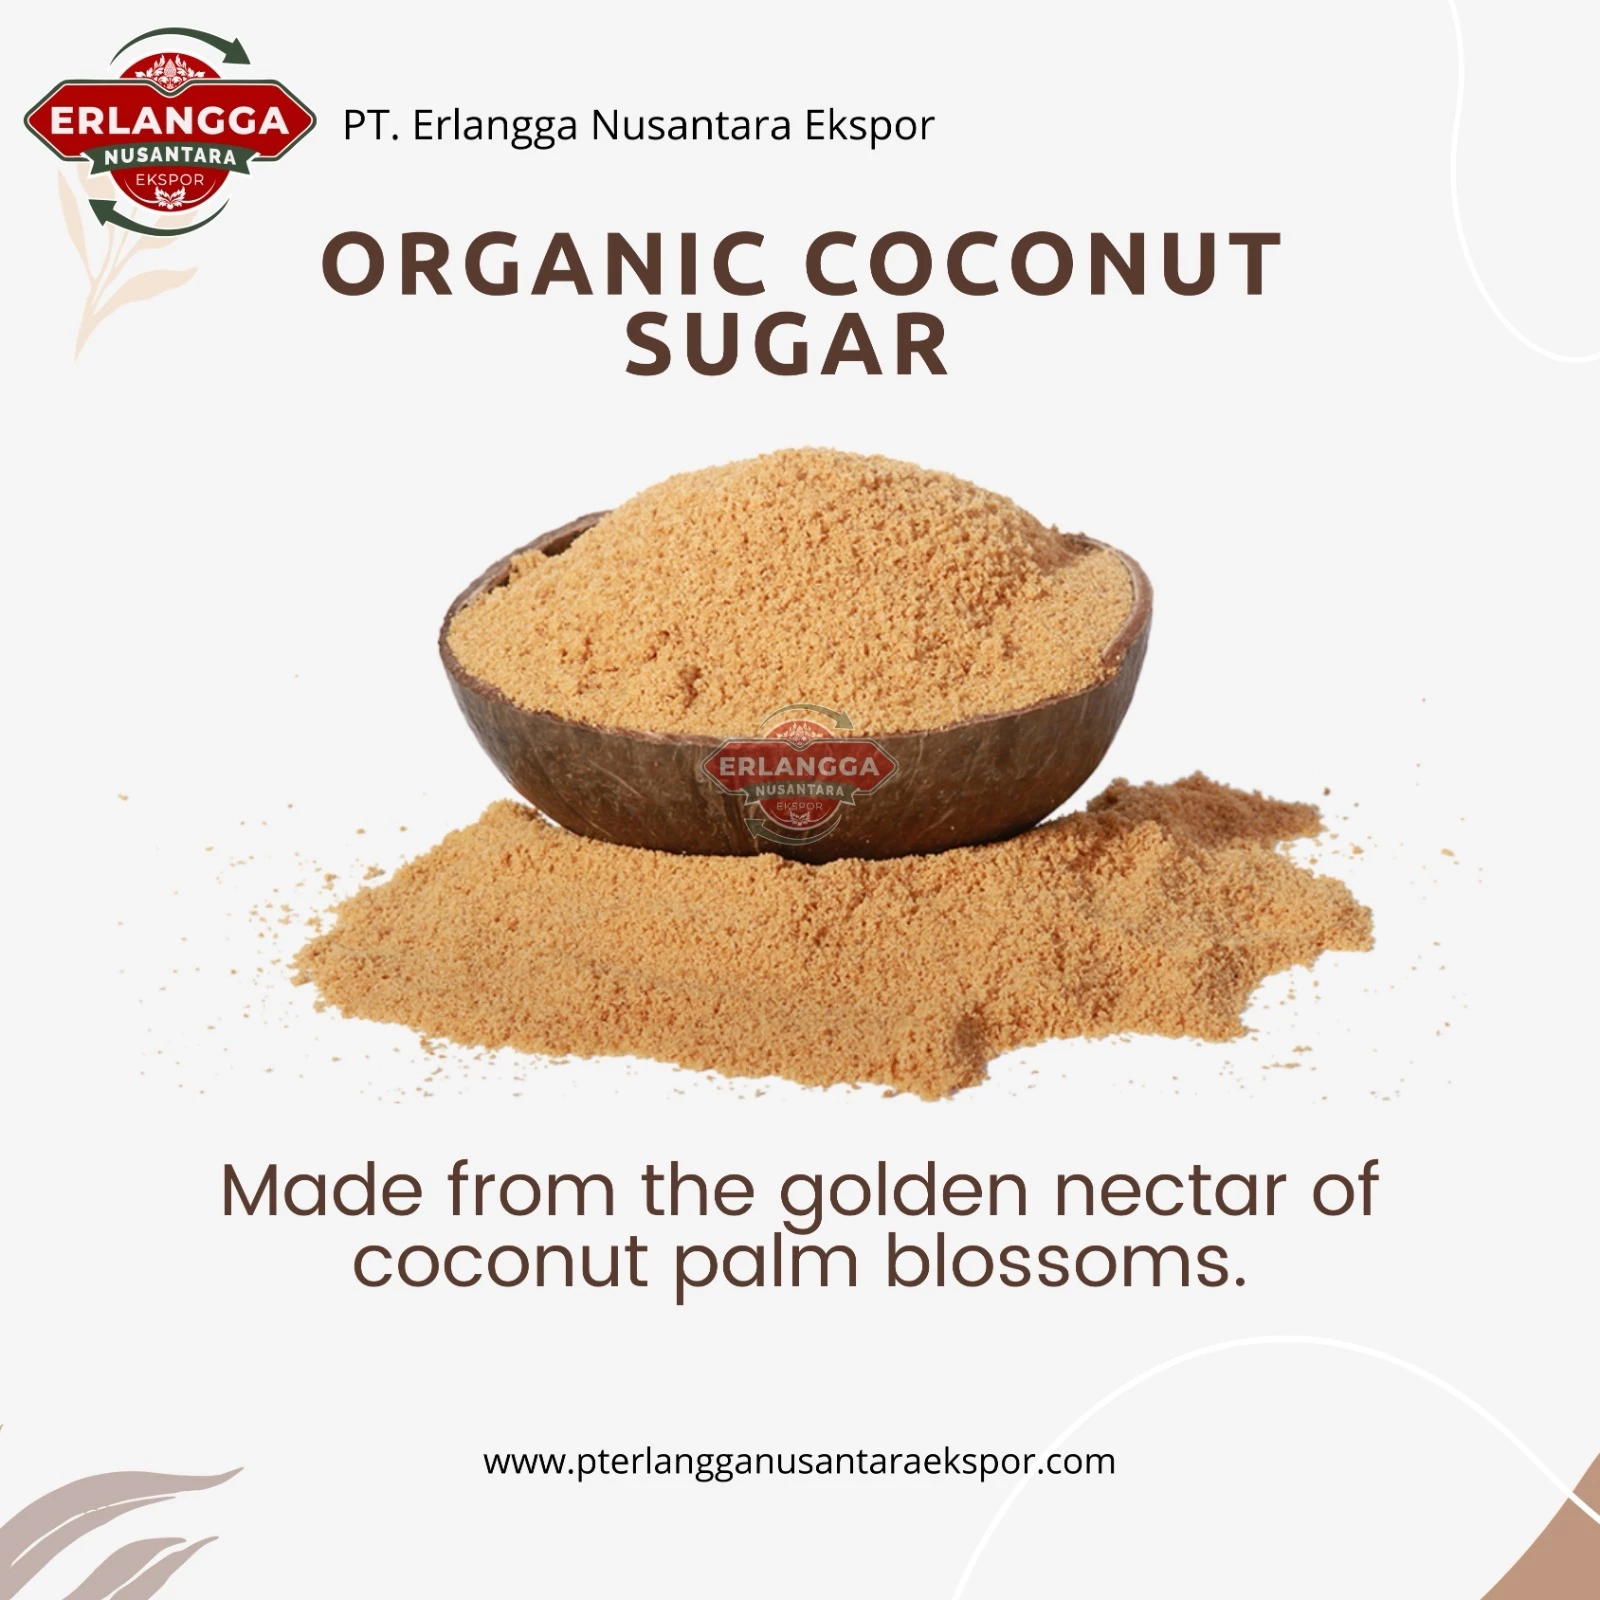 ERLANGGA
NUSANTARA
EKSPOR
PT. Erlangga Nusantara Ekspor
ORGANIC COCONUT
SUGAR
ERLANGGA
NUSANTARA
EKSPOR
Made from the golden nectar of
coconut palm blossoms.
www.pterlangganusantaraekspor.com